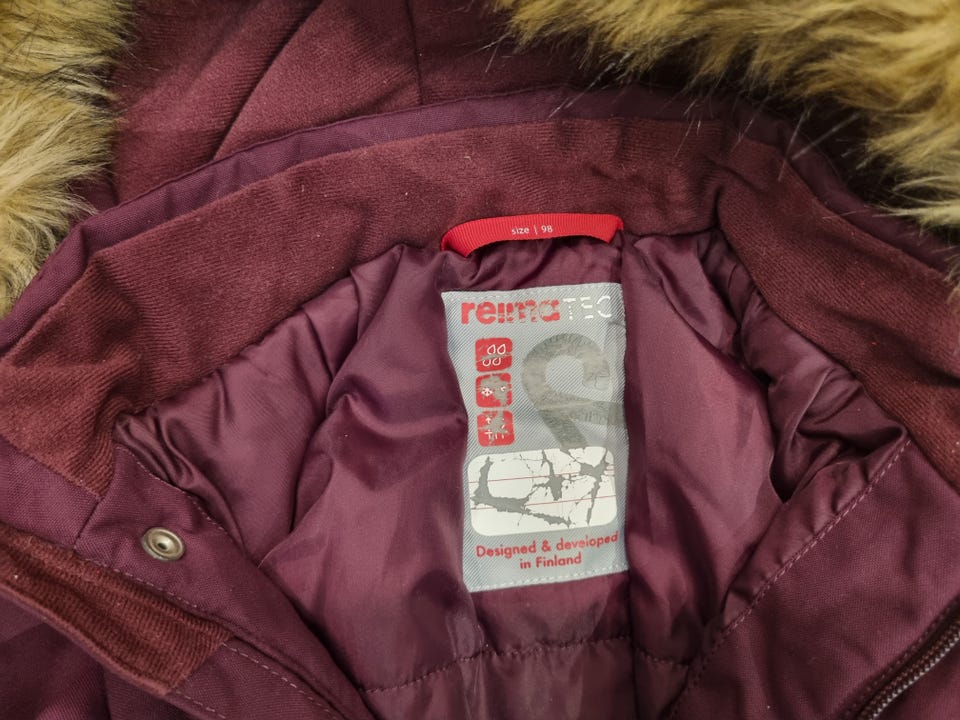 size | 98
reimaTEC
Designed & developed
in Finland